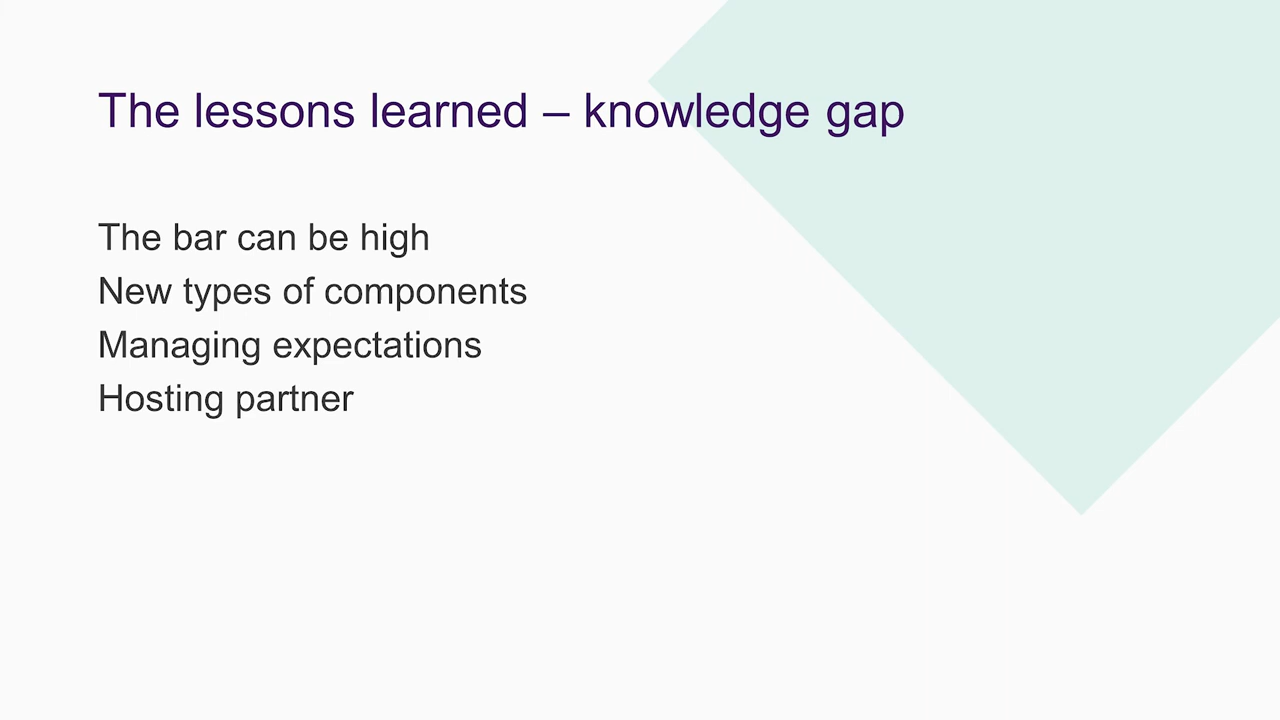 The lessons learned – knowledge gap
The bar can be high
New types of components
Managing expectations
Hosting partner